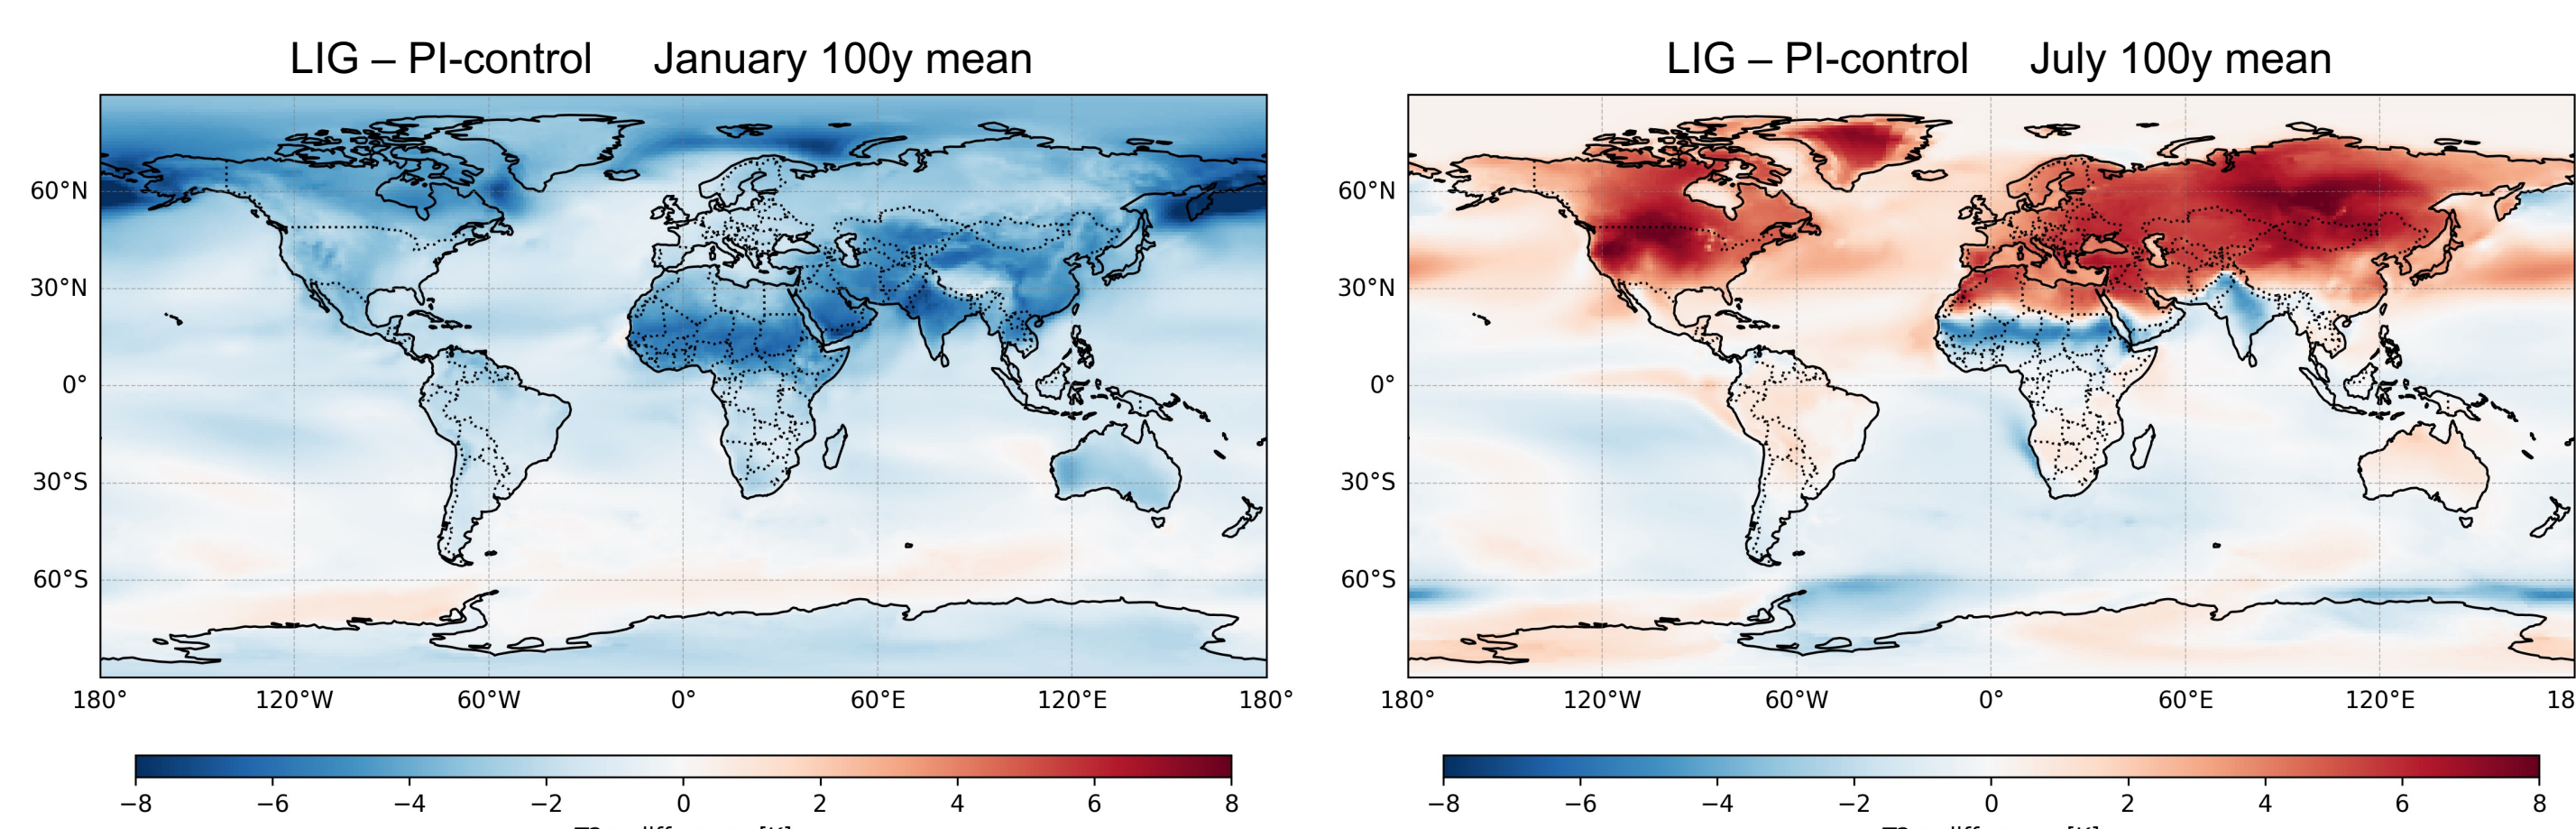 LIG – PI-control January 100y mean
60°N
30°N
0°
30°S
60°S
180° 120°W 60°W 0° 60°E 120°E 180°
−8 −6 −4 −2 0 2 4 6 8
LIG – PI-control July 100y mean
60°N
30°N
0°
30°S
60°S
180° 120°W 60°W 0° 60°E 120°E 18
−8 −6 −4 −2 0 2 4 6 8